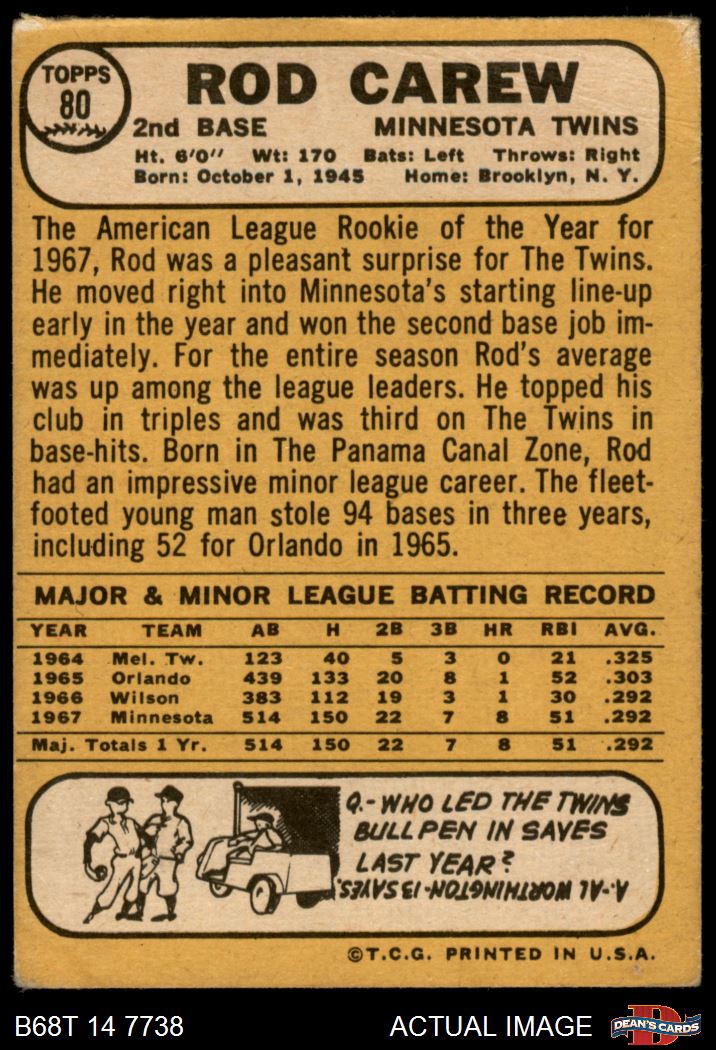 TOPPS
80
ROD CAREW
2nd BASE MINNESOTA TWINS
Ht. 6'0" Wt: 170 Bats: Left Throws: Right
Born: October 1, 1945 Home: Brooklyn, N. Y.
The American League Rookie of the Year for
1967, Rod was a pleasant surprise for The Twins.
He moved right into Minnesota's starting line-up
early in the year and won the second base job im-
mediately. For the entire season Rod's average
was up among the league leaders. He topped his
club in triples and was third on The Twins in
base-hits. Born in The Panama Canal Zone, Rod
had an impressive minor league career. The fleet-
footed young man stole 94 bases in three years,
including 52 for Orlando in 1965.
MAJOR & MINOR LEAGUE BATTING RECORD
YEAR TEAM AB H 2B 3B HR RBI AVG.
1964 Mel. Tw. 123 40 5 3 0 21 .325
1965 Orlando 439 133 20 8 1 52 .303
1966 Wilson 383 112 19 3 1 30 .292
1967 Minnesota 514 150 22 7 8 51 .292
Maj. Totals 1 Yr. 514 150 22 7 8 51 .292
Q.-WHO LED THE TWINS
BULLPEN IN SAVES
LAST YEAR?
A-AL WORTHINGTON-13 SAVES.
©T.C.G. PRINTED IN U.S.A.
B68T 14 7738 ACTUAL IMAGE
D
DEAN'S CARDS